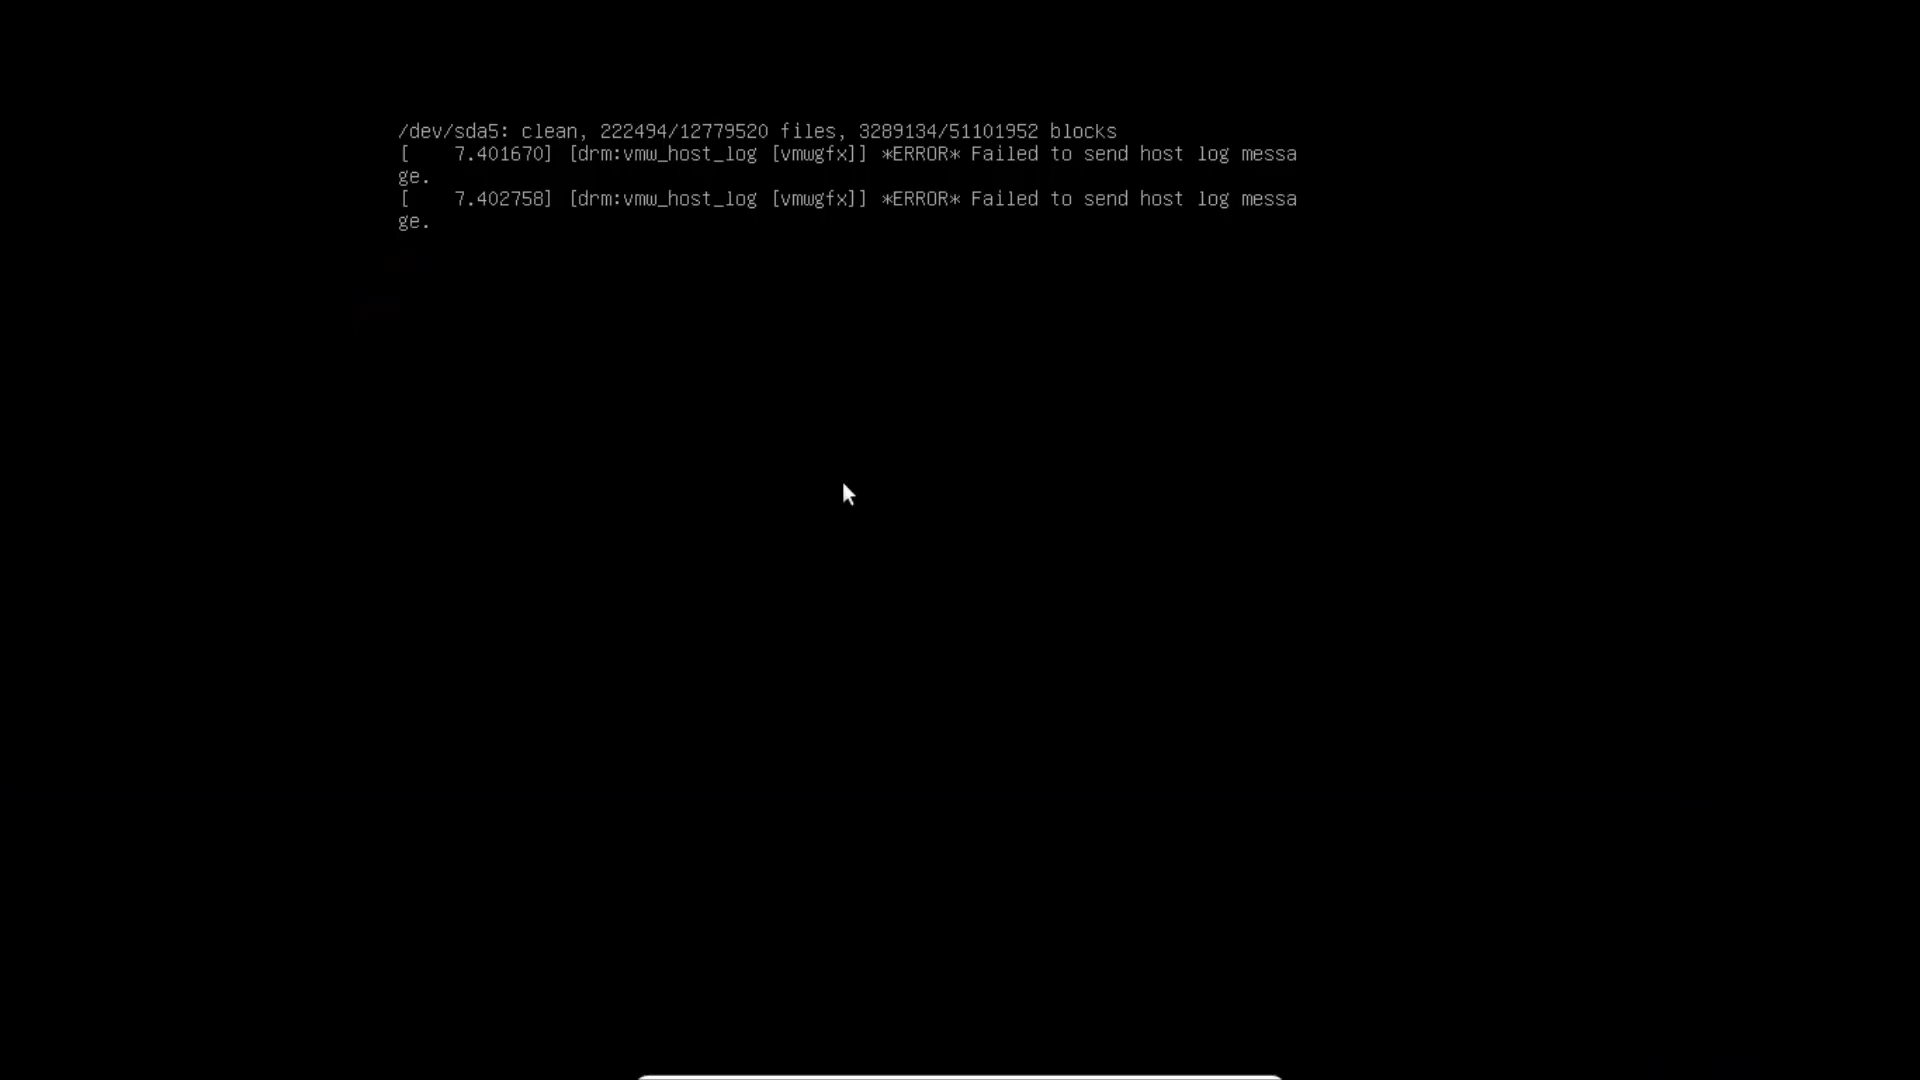 /dev/sda5: clean, 222494/12779520 files, 3289134/51101952 blocks
[    7.401670] [drm:vmw_host_log [vmwgfx]] *ERROR* Failed to send host log messa
ge.
[    7.402758] [drm:vmw_host_log [vmwgfx]] *ERROR* Failed to send host log messa
ge.